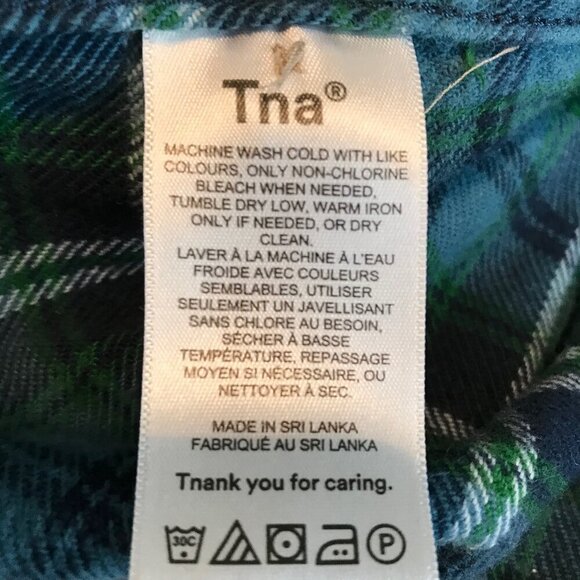 Tna®
MACHINE WASH COLD WITH LIKE
COLOURS, ONLY NON-CHLORINE
BLEACH WHEN NEEDED,
TUMBLE DRY LOW, WARM IRON
ONLY IF NEEDED, OR DRY
CLEAN.
LAVER À LA MACHINE À L'EAU
FROIDE AVEC COULEURS
SEMBLABLES, UTILISER
SEULEMENT UN JAVELLISANT
SANS CHLORE AU BESOIN,
SÉCHER À BASSE
TEMPÉRATURE, REPASSAGE
MOYEN SI NÉCESSAIRE, OU
NETTOYER À SEC.
MADE IN SRI LANKA
FABRIQUÉ AU SRI LANKA
Tnank you for caring.
30C P